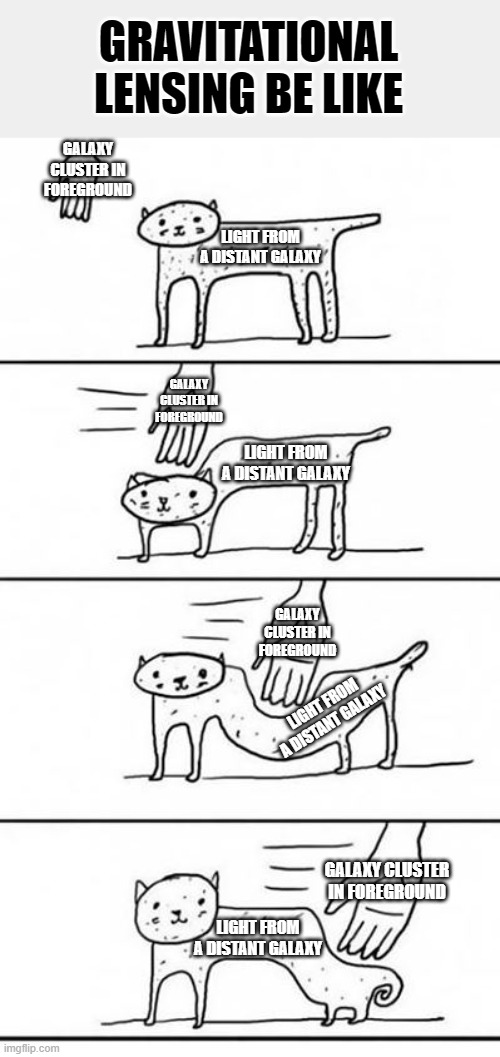 GRAVITATIONAL
LENSING BE LIKE
GALAXY
CLUSTER IN
FOREGROUND
LIGHT FROM
A DISTANT GALAXY
GALAXY
CLUSTER IN
FOREGROUND
LIGHT FROM
A DISTANT GALAXY
GALAXY
CLUSTER IN
FOREGROUND
LIGHT FROM
A DISTANT GALAXY
GALAXY CLUSTER
IN FOREGROUND
LIGHT FROM
A DISTANT GALAXY
imgflip.com